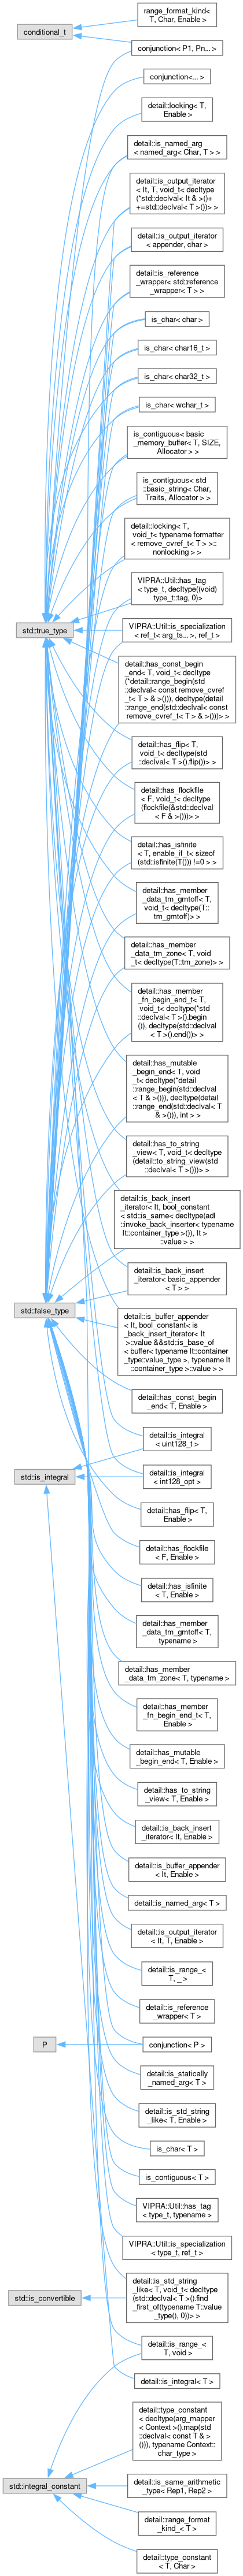 range_format_kind<
T, Char, Enable >
conditional_t
conjunction< P1, Pn... >
conjunction<... >
detail::locking< T,
Enable >
detail::is_named_arg
< named_arg< Char, T > >
detail::is_output_iterator
< It, T, void_t< decltype
(*std::declval< It & >()+
+=std::declval< T >())> >
detail::is_output_iterator
< appender, char >
detail::is_reference
_wrapper< std::reference
_wrapper< T > >
is_char< char >
is_char< char16_t >
is_char< char32_t >
is_char< wchar_t >
is_contiguous< basic
_memory_buffer< T, SIZE,
Allocator > >
is_contiguous< std
::basic_string< Char,
Traits, Allocator > >
detail::locking< T,
void_t< typename formatter
< remove_cvref_t< T > >::
nonlocking > >
VIPRA::Util::has_tag
< type_t, decltype((void)
type_t::tag, 0)>
std::true_type
VIPRA::Util::is_specialization
< ref_t< arg_ts... >, ref_t >
detail::has_const_begin
_end< T, void_t< decltype
(*detail::range_begin(std
::declval< const remove_cvref
_t< T > & >())), decltype(detail
::range_end(std::declval< const
remove_cvref_t< T > & >()))> >
detail::has_flip< T,
void_t< decltype(std
::declval< T >().flip())> >
detail::has_flockfile
< F, void_t< decltype
(flockfile(&std::declval
< F & >()))> >
detail::has_isfinite
< T, enable_if_t< sizeof
(std::isfinite(T())) !=0 > >
detail::has_member
_data_tm_gmtoff< T,
void_t< decltype(T::
tm_gmtoff)> >
detail::has_member
_data_tm_zone< T, void
_t< decltype(T::tm_zone)> >
detail::has_member
_fn_begin_end_t< T,
void_t< decltype(*std
::declval< T >().begin
()), decltype(std::declval
< T >().end())> >
detail::has_mutable
_begin_end< T, void
_t< decltype(*detail
::range_begin(std::declval
< T & >())), decltype(detail
::range_end(std::declval< T
& >())), int > >
detail::has_to_string
_view< T, void_t< decltype
(detail::to_string_view(std
::declval< T >()))> >
detail::is_back_insert
_iterator< It, bool_constant
< std::is_same< decltype(adl
::invoke_back_inserter< typename
It::container_type >()), It >
::value > >
detail::is_back_insert
_iterator< basic_appender
< T > >
std::false_type
detail::is_buffer_appender
< It, bool_constant< is
_back_insert_iterator< It
>::value &&std::is_base_of
< buffer< typename It::container
_type::value_type >, typename It
::container_type >::value > >
detail::has_const_begin
_end< T, Enable >
detail::is_integral
< uint128_t >
std::is_integral
detail::is_integral
< int128_opt >
detail::has_flip< T,
Enable >
detail::has_flockfile
< F, Enable >
detail::has_isfinite
< T, Enable >
detail::has_member
_data_tm_gmtoff< T,
typename >
detail::has_member
_data_tm_zone< T, typename >
detail::has_member
_fn_begin_end_t< T,
Enable >
detail::has_mutable
_begin_end< T, Enable >
detail::has_to_string
_view< T, Enable >
detail::is_back_insert
_iterator< It, Enable >
detail::is_buffer_appender
< It, Enable >
detail::is_named_arg< T >
detail::is_output_iterator
< It, T, Enable >
detail::is_range_<
T, _ >
detail::is_reference
_wrapper< T >
P
conjunction< P >
detail::is_statically
_named_arg< T >
detail::is_std_string
_like< T, Enable >
is_char< T >
is_contiguous< T >
VIPRA::Util::has_tag
< type_t, typename >
VIPRA::Util::is_specialization
< type_t, ref_t >
std::is_convertible
detail::is_std_string
_like< T, void_t< decltype
(std::declval< T >().find
_first_of(typename T::value
_type(), 0))> >
detail::is_range_<
T, void >
detail::is_integral< T >
detail::type_constant
< decltype(arg_mapper
< Context >().map(std
::declval< const T & >
())), typename Context::
char_type >
std::integral_constant
detail::is_same_arithmetic
_type< Rep1, Rep2 >
detail::range_format
_kind_< T >
detail::type_constant
< T, Char >